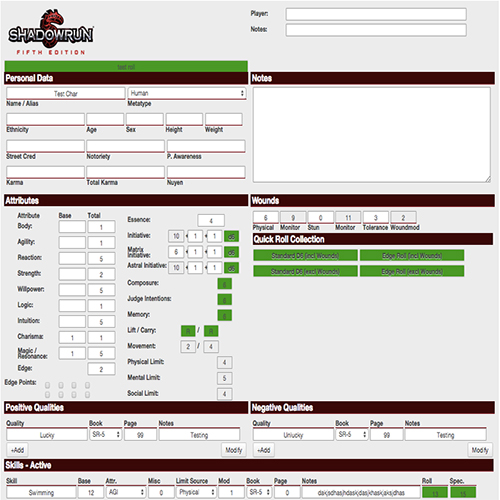 SHADOWRUN
FIFTH EDITION
Player:
Notes:
test roll
Personal Data
Notes
Test Char Human
Name / Alias Metatype
Ethnicity Age Sex Height Weight
Street Cred Notoriety P. Awareness
Karma Total Karma Nuyen
Attributes
Wounds
Attribute Base Total
Body: 1
Agility: 1
Reaction: 5
Strength: 2
Willpower: 5
Logic: 1
Intuition: 5
Charisma: 1 1
Magic / Resonance: 1 5
Edge: 2
Edge Points:
Essence: 4
Initiative: 10 + 1 + 1 d6
Matrix Initiative: 6 + 1 + 1 d6
Astral Initiative: 10 + 1 + 1 d6
Composure:
Judge Intentions:
Memory:
Lift / Carry: /
Movement: 2 / 4
Physical Limit: 4
Mental Limit: 5
Social Limit: 4
6 9 0 11 3 2
Physical Monitor Stun Monitor Tolerance Woundmod
Quick Roll Collection
Standard D6 (incl Wounds) Edge Roll (incl Wounds)
Standard D6 (excl Wounds) Edge Roll (excl Wounds)
Positive Qualities
Negative Qualities
Quality Book Page Notes
Lucky SR-5 99 Testing
+Add Modify
Quality Book Page Notes
Unlucky SR-5 99 Testing
+Add Modify
Skills - Active
Skill Base Attr. Misc Limit Source Mod Book Page Notes Roll Spec.
Swimming 12 AGI 0 Physical 1 SR-5 0